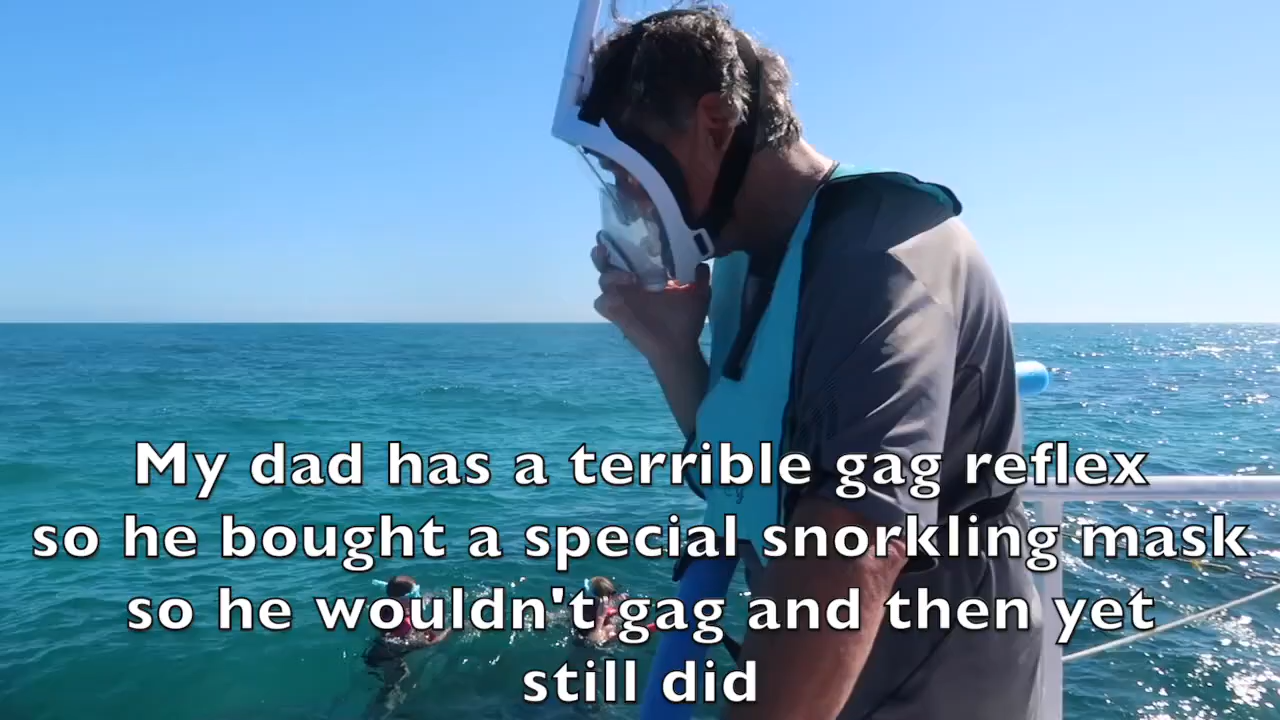 My dad has a terrible gag reflex
so he bought a special snorkling mask
so he wouldn't gag and then yet
still did